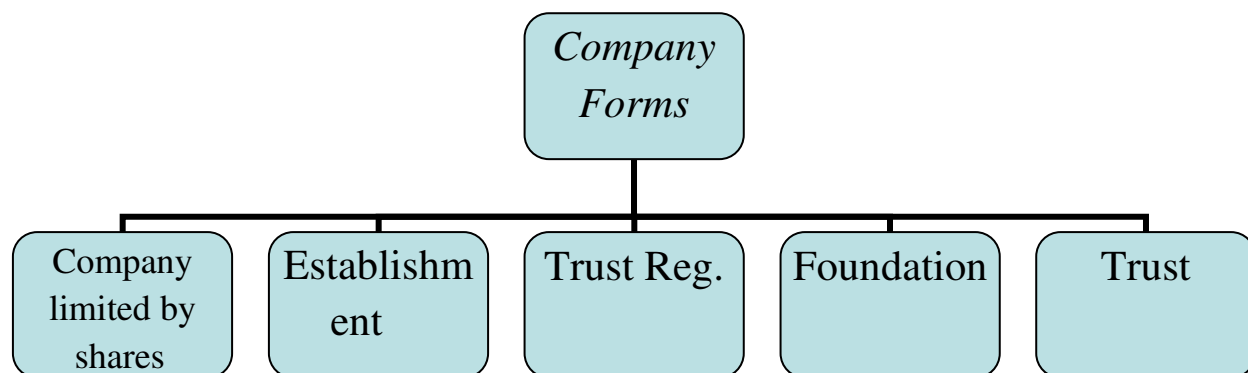 Company
Forms
Company
limited by
shares
Establishm
ent
Trust Reg.
Foundation
Trust